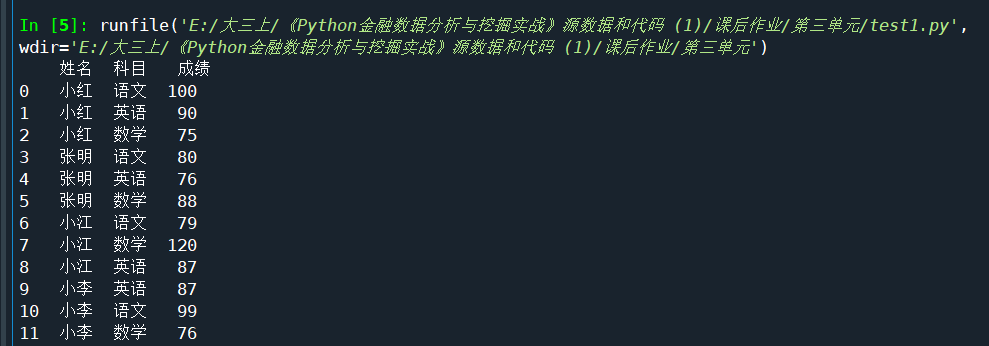 In [5]: runfile('E:/大三上/《Python金融数据分析与挖掘实战》源数据和代码 (1)/课后作业/第三单元/test1.py',
wdir='E:/大三上/《Python金融数据分析与挖掘实战》源数据和代码 (1)/课后作业/第三单元')
姓名 科目 成绩
0 小红 语文 100
1 小红 英语 90
2 小红 数学 75
3 张明 语文 80
4 张明 英语 76
5 张明 数学 88
6 小江 语文 79
7 小江 数学 120
8 小江 英语 87
9 小李 英语 87
10 小李 语文 99
11 小李 数学 76